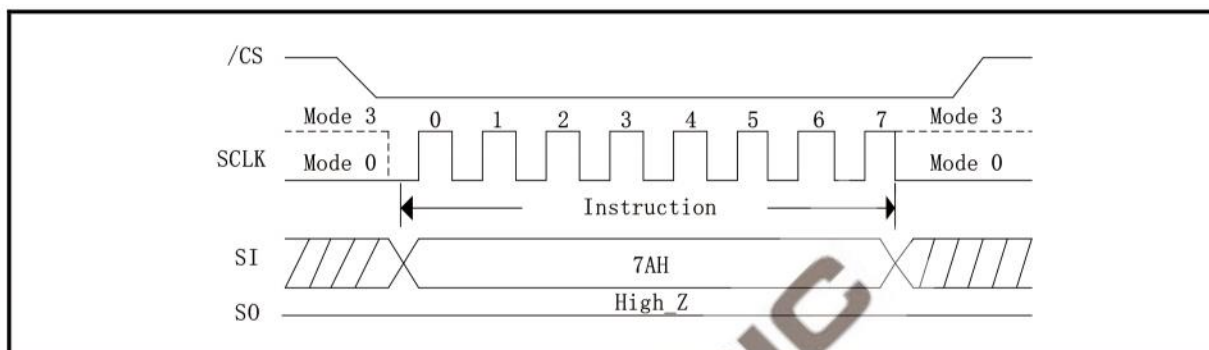 /CS
Mode 3 0 1 2 3 4 5 6 7 Mode 3
SCLK Mode 0 Mode 0
Instruction
SI 7AH
High_Z
SO